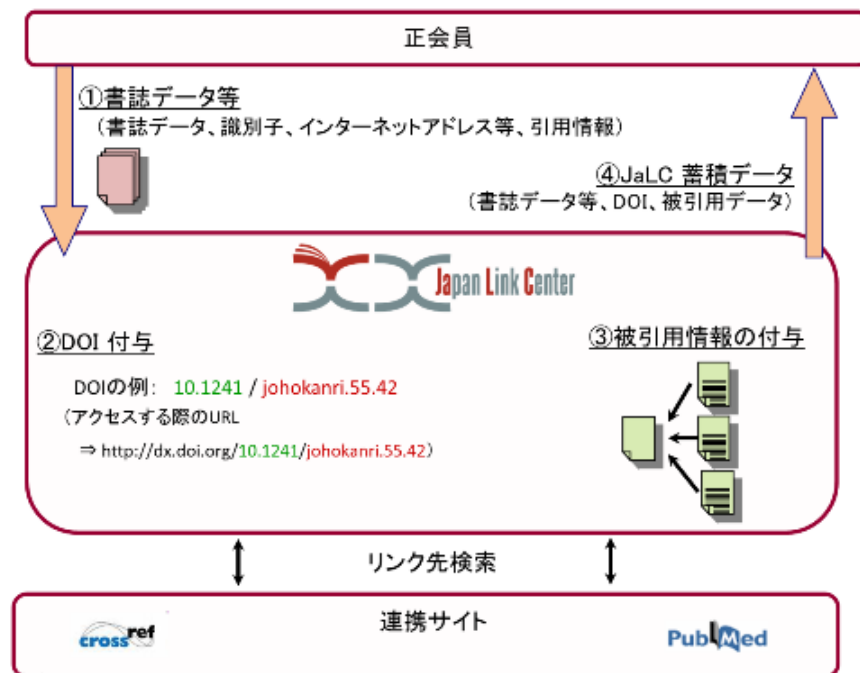 正会員
①書誌データ等
(書誌データ、識別子、インターネットアドレス等、引用情報)
④JaLC 蓄積データ
(書誌データ等、DOI、被引用データ)
Japan Link Center
②DOI 付与
③被引用情報の付与
DOIの例: 10.1241 / johokanri.55.42
(アクセスする際のURL
⇒ http://dx.doi.org/10.1241/johokanri.55.42)
リンク先検索
連携サイト
crossref
PubMed